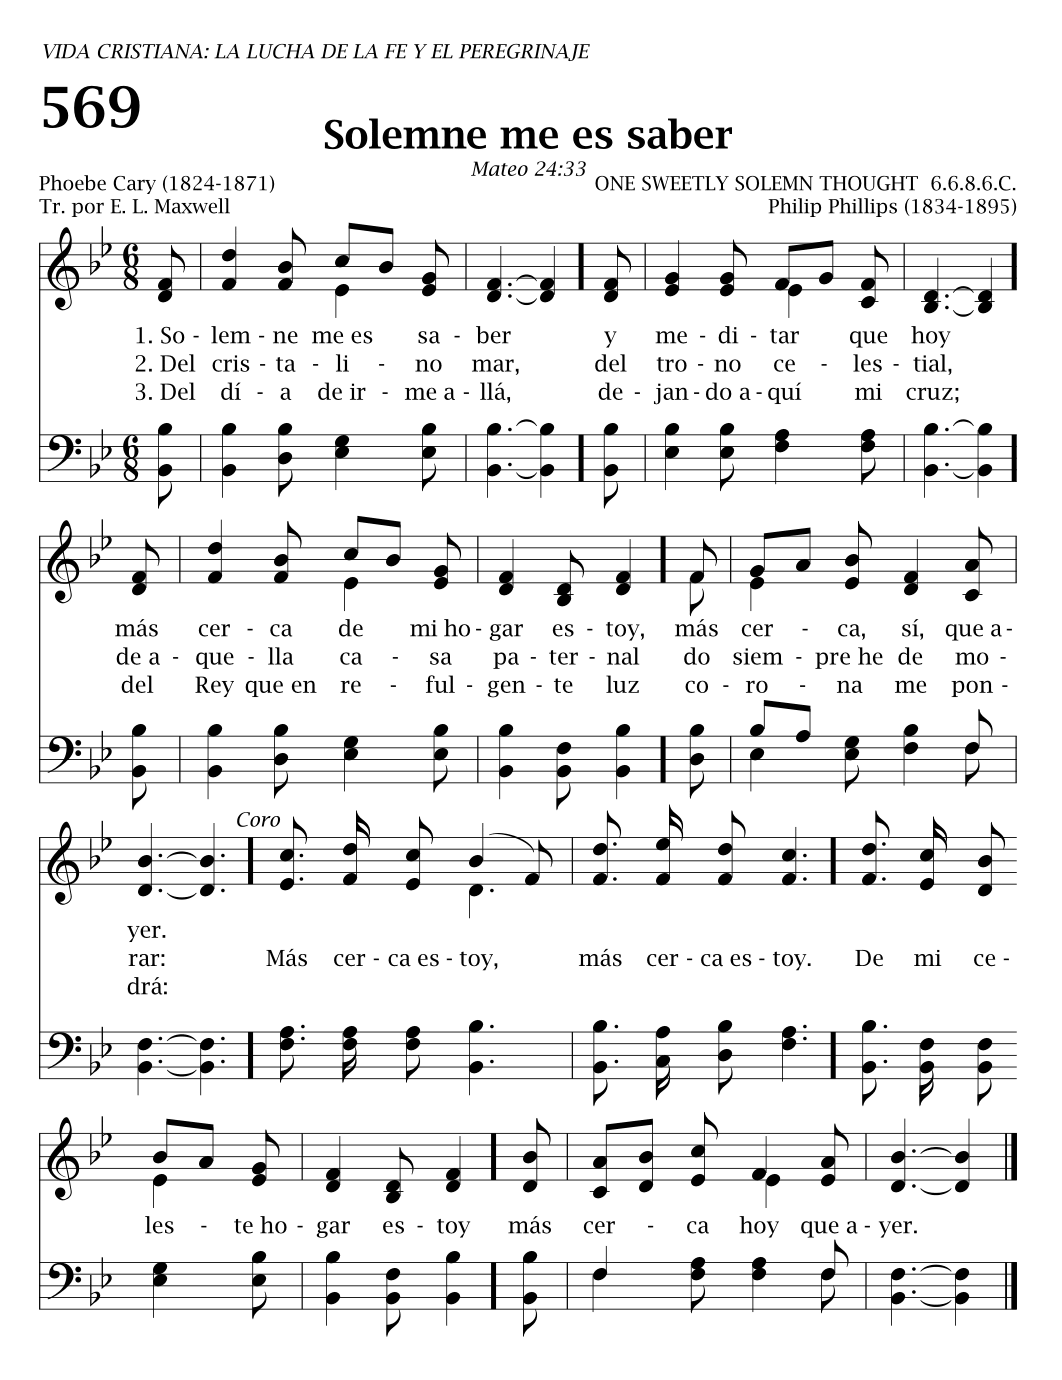 VIDA CRISTIANA: LA LUCHA DE LA FE Y EL PEREGRINAJE
569
Solemne me es saber
Mateo 24:33
Phoebe Cary (1824-1871)
ONE SWEETLY SOLEMN THOUGHT 6.6.8.6.C.
Tr. por E. L. Maxwell
Philip Phillips (1834-1895)
6 8
1. So - lem - ne me es sa - ber y me - di - tar que hoy
2. Del cris - ta - li - no mar, del tro - no ce - les - tial,
3. Del dí - a de ir - me a - llá, de - jan - do a - quí mi cruz;
6 8
más cer - ca de mi ho - gar es - toy, más cer - ca, sí, que a -
de a - que - lla ca - sa pa - ter - nal do siem - pre he de mo -
del Rey que en re - ful - gen - te luz co - ro - na me pon -
Coro
yer.
rar: Más cer - ca es - toy, más cer - ca es - toy. De mi ce -
drá:
les - te ho - gar es - toy más cer - ca hoy que a - yer.